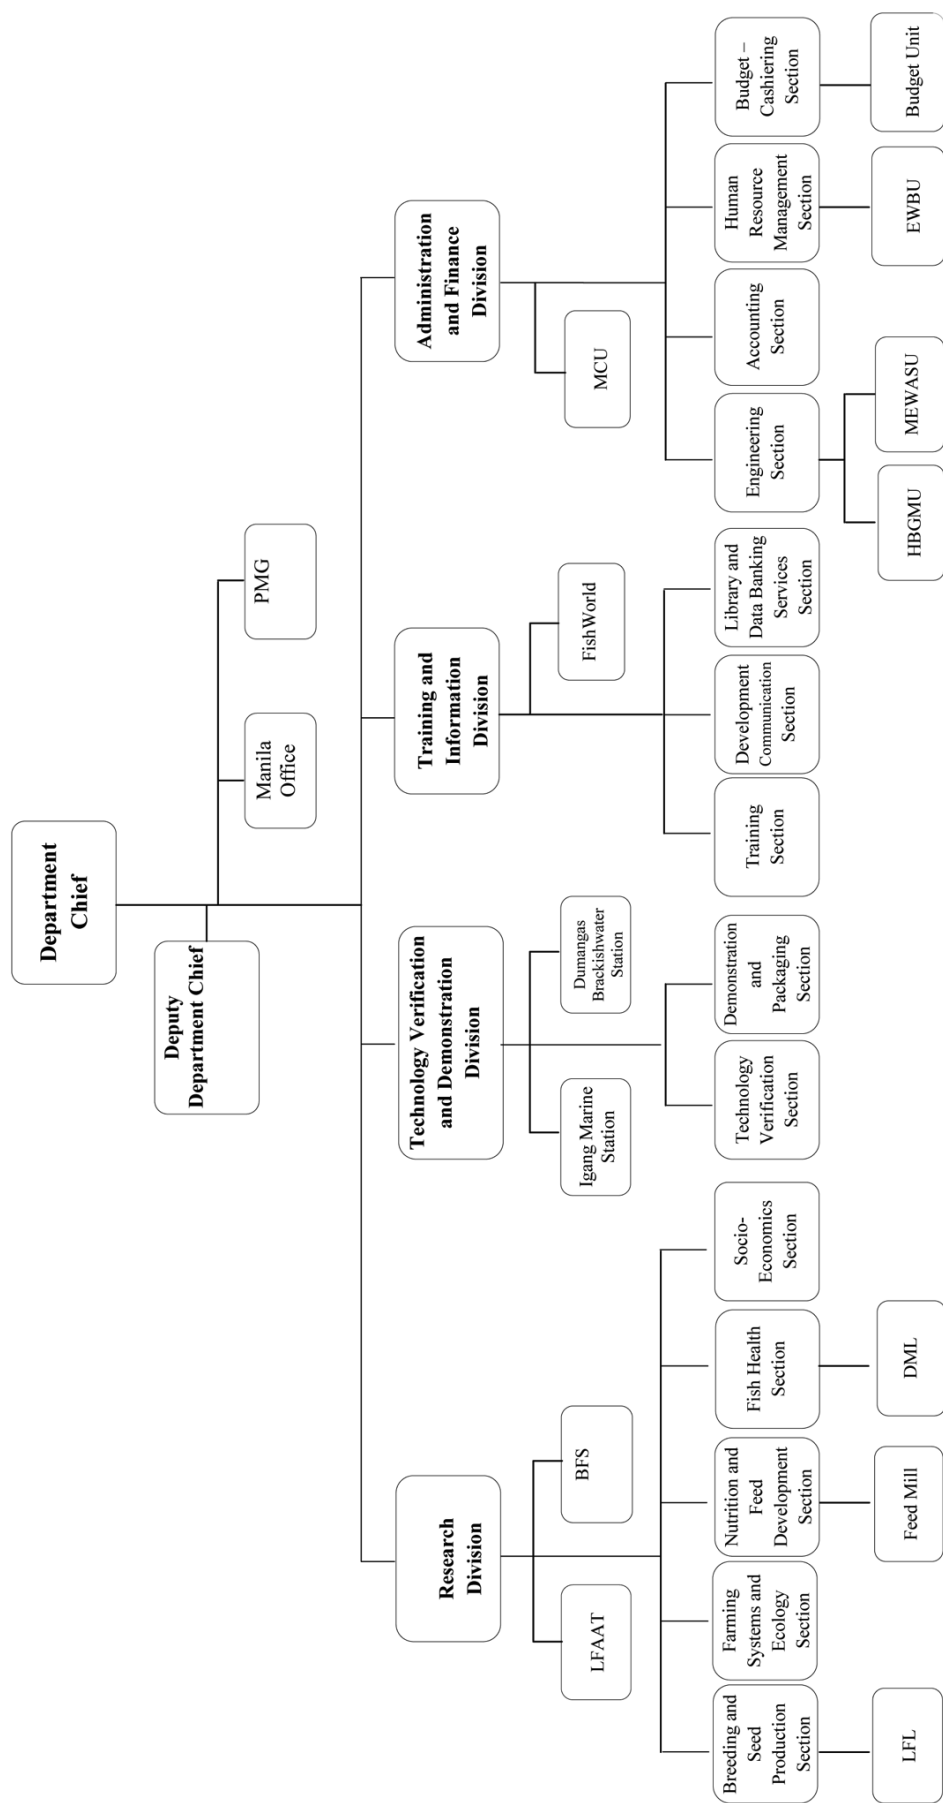 Department
Chief
Deputy
Department Chief
Manila
Office
PMG
Research
Division
Technology Verification
and Demonstration
Division
Training and
Information
Division
Administration
and Finance
Division
LFAAT
BFS
Igang Marine
Station
Dumangas
Brackishwater
Station
FishWorld
MCU
Breeding and
Seed
Production
Section
Farming
Systems and
Ecology
Section
Nutrition and
Feed
Development
Section
Fish Health
Section
Socio-
Economics
Section
Technology
Verification
Section
Demonstration
and
Packaging
Section
Training
Section
Development
Communication
Section
Library and
Data Banking
Services
Section
Engineering
Section
Accounting
Section
Human
Resource
Management
Section
Budget –
Cashiering
Section
LFL
Feed Mill
DML
HBGMU
MEWASU
EWBU
Budget Unit